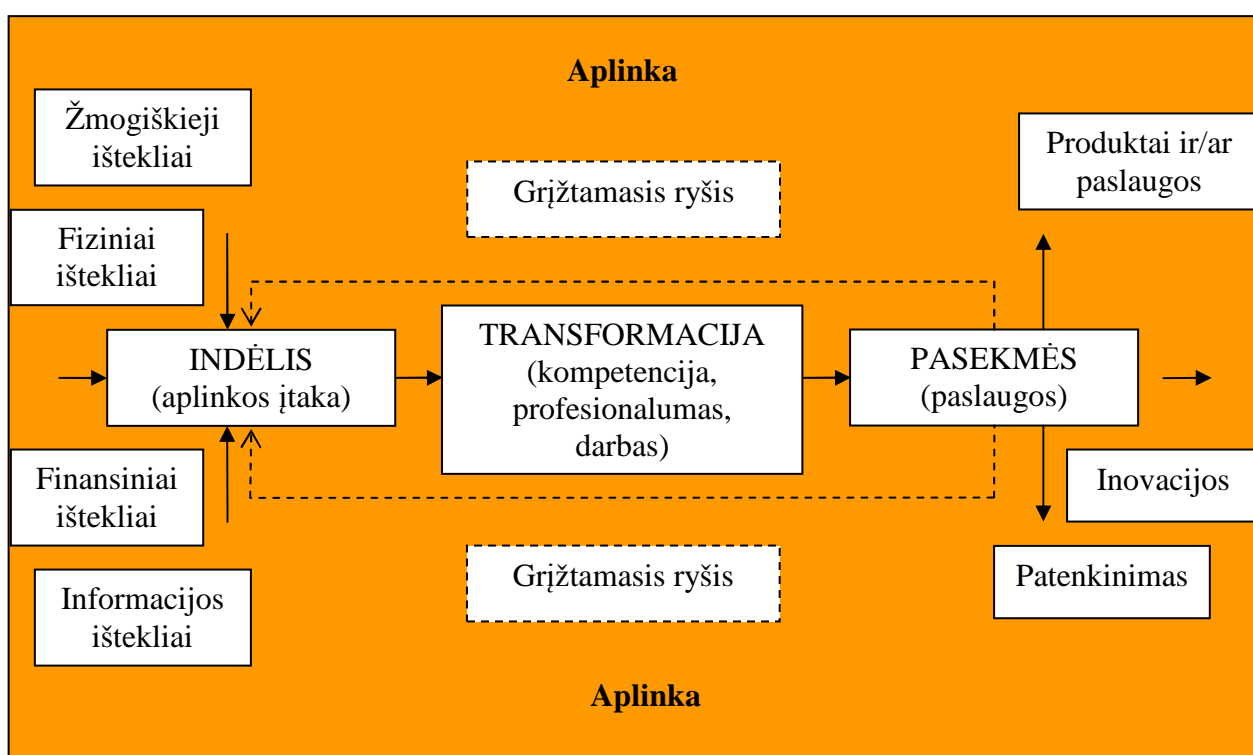 Aplinka
Žmogiškieji
ištekliai
Produktai ir/ar
paslaugos
Grįžtamasis ryšis
Fiziniai
ištekliai
INDĖLIS
(aplinkos įtaka)
TRANSFORMACIJA
(kompetencija,
profesionalumas,
darbas)
PASEKMĖS
(paslaugos)
Finansiniai
ištekliai
Inovacijos
Grįžtamasis ryšis
Patenkinimas
Informacijos
ištekliai
Aplinka